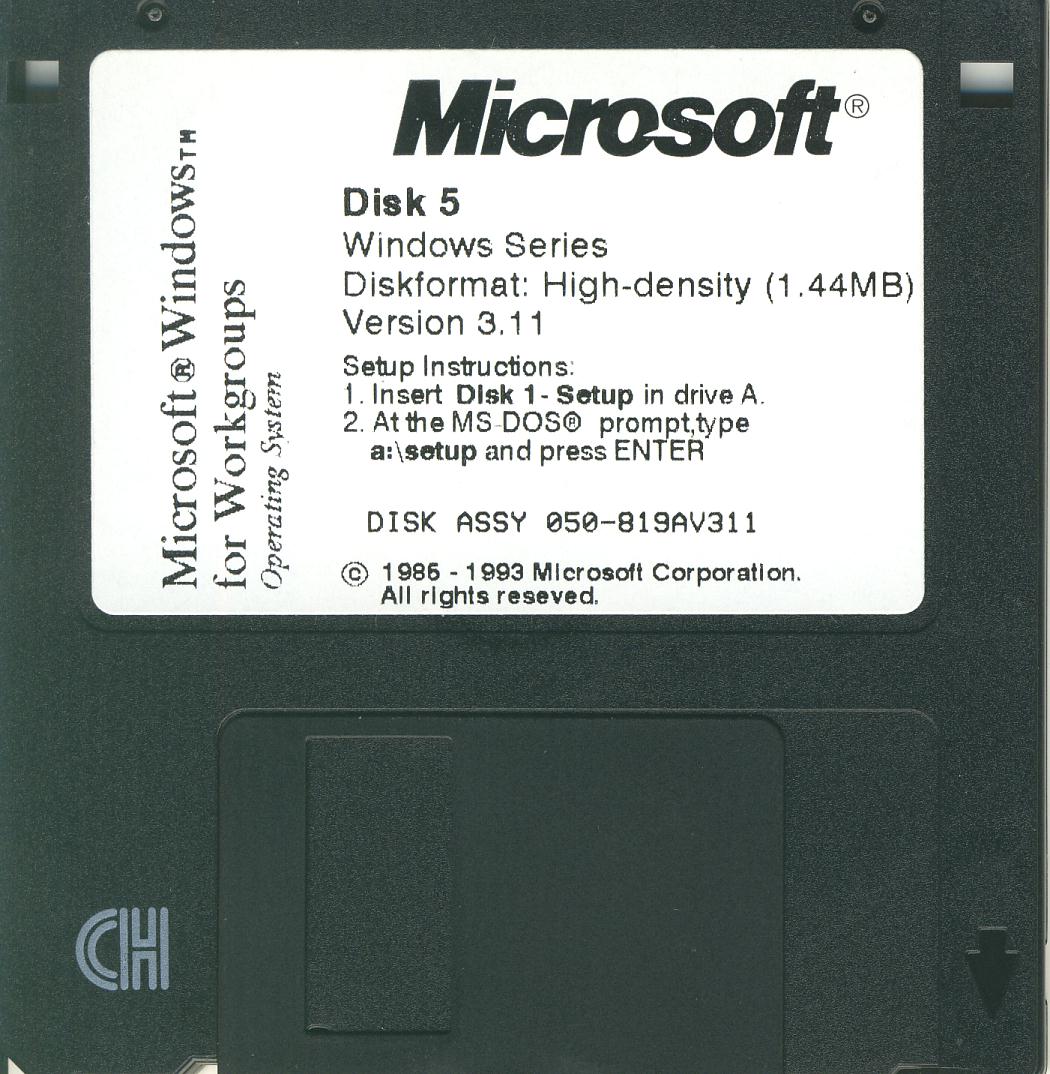 Microsoft®
Microsoft® Windows™
for Workgroups
Operating System
Disk 5
Windows Series
Diskformat: High-density (1.44MB)
Version 3.11
Setup Instructions:
1. Insert Disk 1- Setup in drive A.
2. At the MS-DOS® prompt,type
a:\setup and press ENTER
DISK ASSY 050-819AV311
© 1985 - 1993 Microsoft Corporation.
All rights reseved.
CH